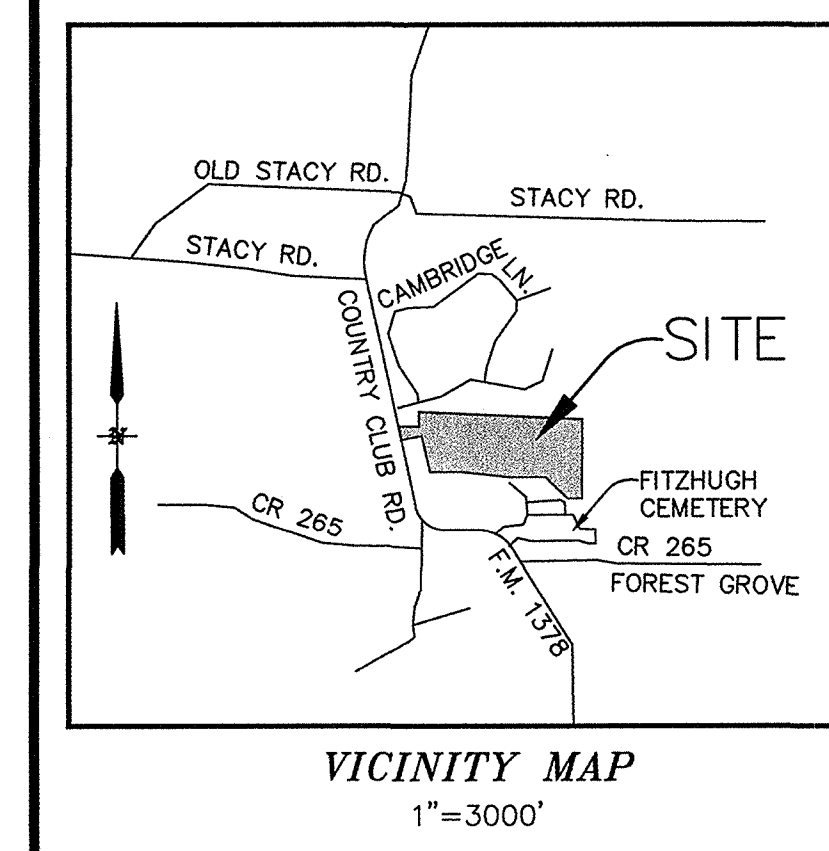 OLD STACY RD.
STACY RD.
STACY RD.
CAMBRIDGE LN.
COUNTRY CLUB RD.
SITE
N
FITZHUGH
CEMETERY
CR 265
CR 265
FOREST GROVE
F.M. 1378
VICINITY MAP
1"=3000'